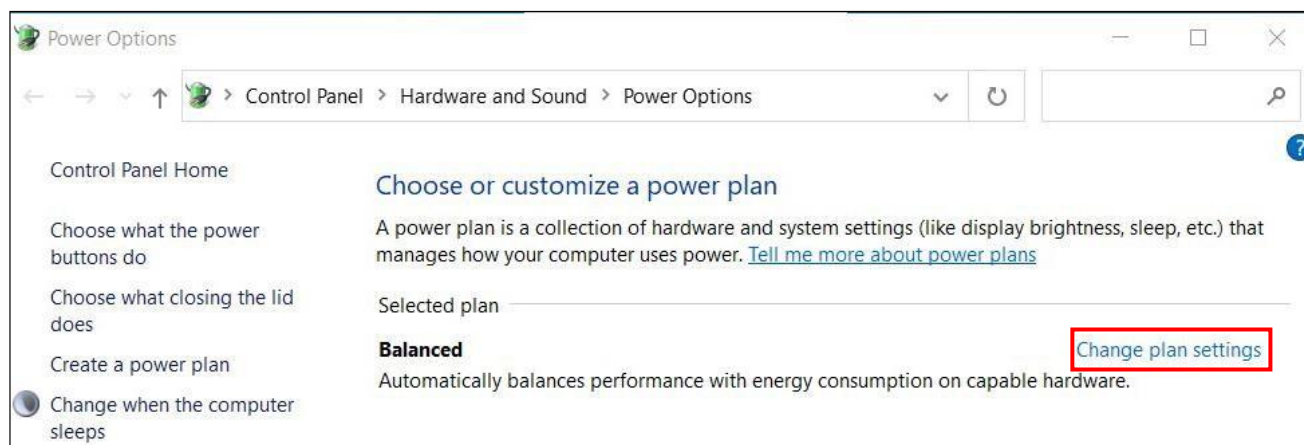 Power Options
Control Panel > Hardware and Sound > Power Options
Control Panel Home
Choose what the power
buttons do
Choose what closing the lid
does
Create a power plan
Change when the computer
sleeps
Choose or customize a power plan
A power plan is a collection of hardware and system settings (like display brightness, sleep, etc.) that
manages how your computer uses power. Tell me more about power plans
Selected plan
Balanced
Change plan settings
Automatically balances performance with energy consumption on capable hardware.
?